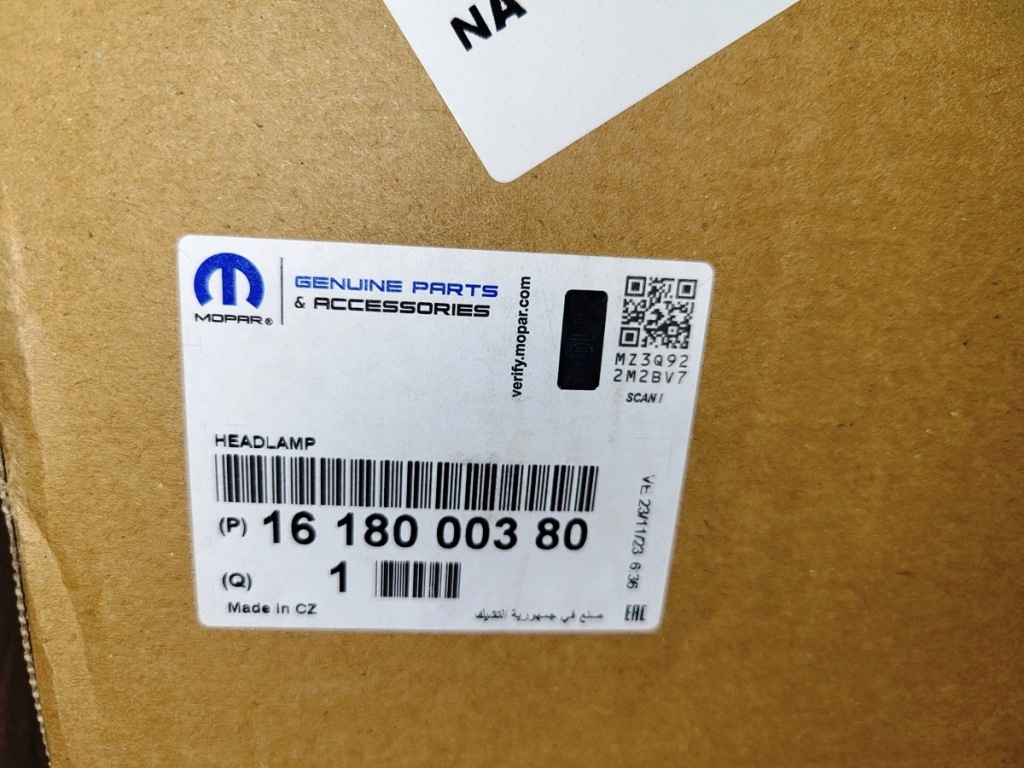 NA
MOPAR®
GENUINE PARTS
& ACCESSORIES
verify.mopar.com
MZ3Q92
2M2BV7
SCAN!
HEADLAMP
(P) 16 180 003 80
(Q) 1
Made in CZ
صنع في جمهورية التشيك
EAC
VE 23/11/23 6:36